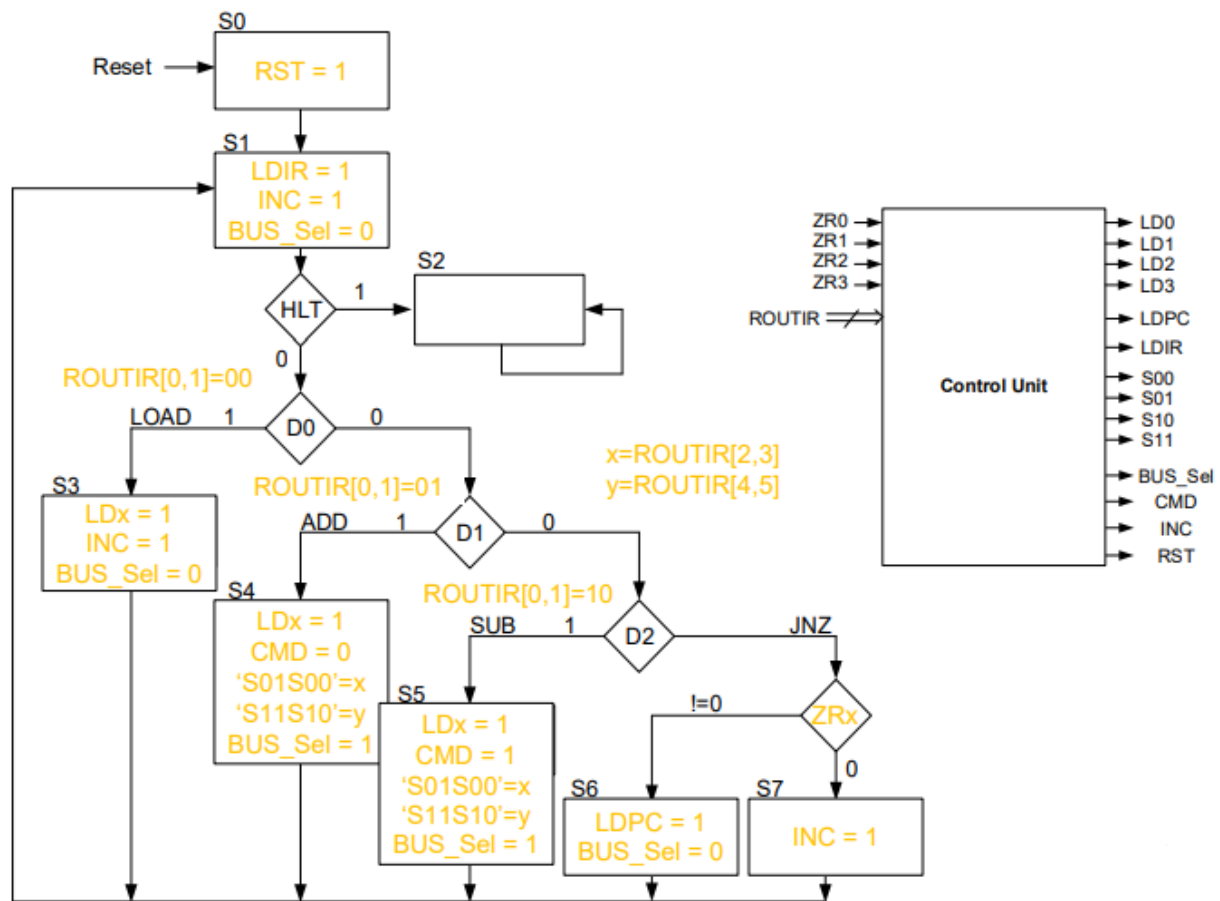 S0
Reset
RST = 1
S1
LDIR = 1
INC = 1
BUS_Sel = 0
S2
HLT
1
0
ROUTIR[0,1]=00
LOAD
1
D0
0
S3
LDx = 1
INC = 1
BUS_Sel = 0
ROUTIR[0,1]=01
x=ROUTIR[2,3]
y=ROUTIR[4,5]
ADD
1
D1
0
S4
LDx = 1
CMD = 0
‘S01S00’=x
‘S11S10’=y
BUS_Sel = 1
ROUTIR[0,1]=10
SUB
1
D2
JNZ
S5
LDx = 1
CMD = 1
‘S01S00’=x
‘S11S10’=y
BUS_Sel = 1
!=0
ZRx
0
S6
LDPC = 1
BUS_Sel = 0
S7
INC = 1
ZR0
ZR1
ZR2
ZR3
ROUTIR
Control Unit
LD0
LD1
LD2
LD3
LDPC
LDIR
S00
S01
S10
S11
BUS_Sel
CMD
INC
RST